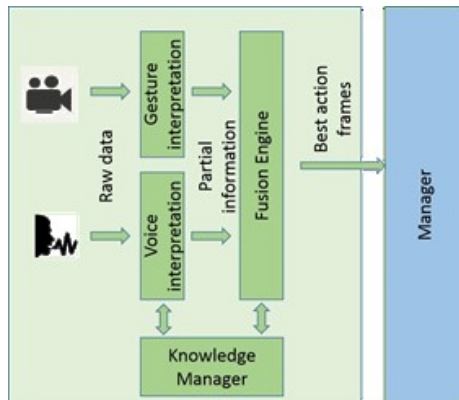 Raw data
Gesture
interpretation
Voice
interpretation
Partial
information
Fusion Engine
Best action
frames
Manager
Knowledge
Manager